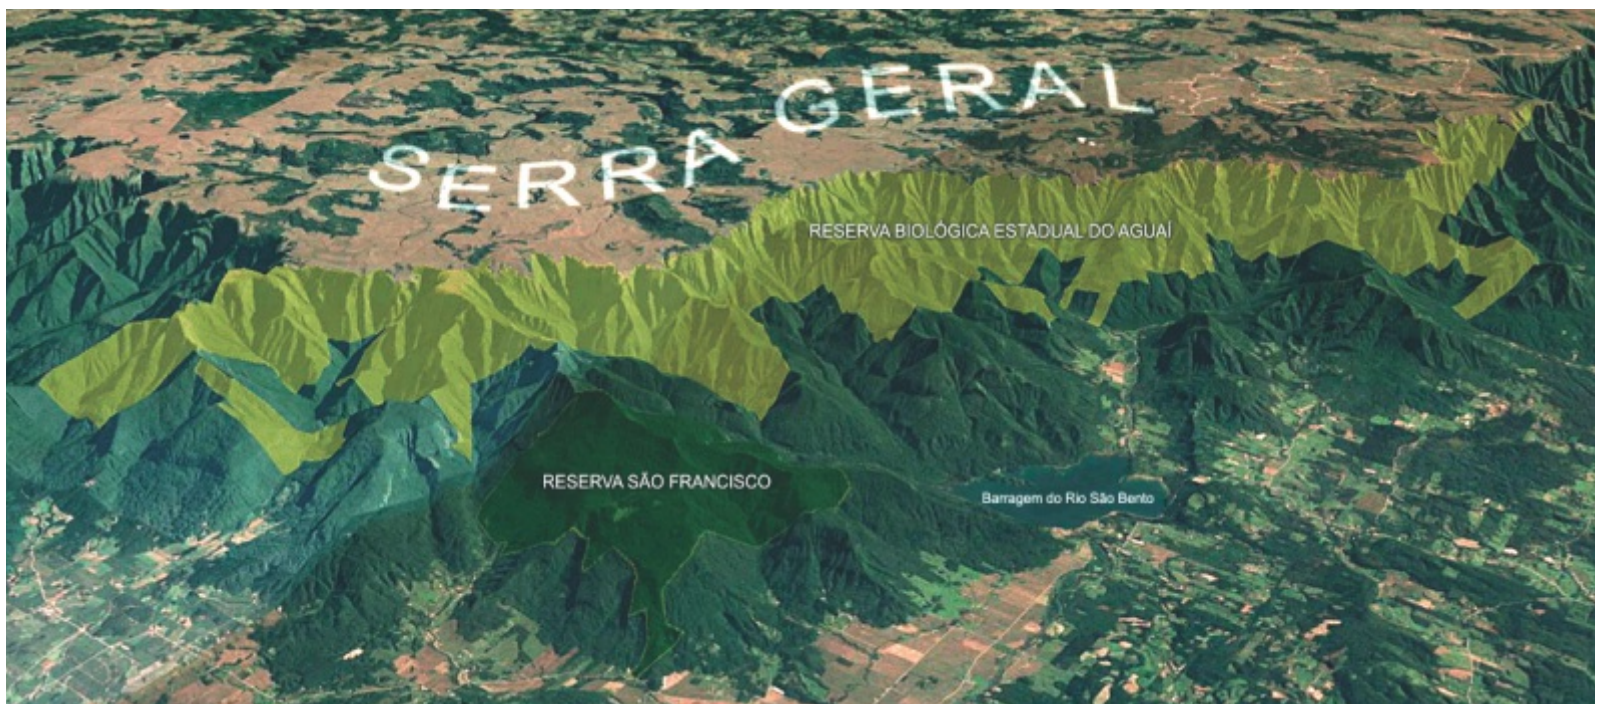 SERRA GERAL
RESERVA BIOLÓGICA ESTADUAL DO AGUAÍ
RESERVA SÃO FRANCISCO
Barragem do Rio São Bento